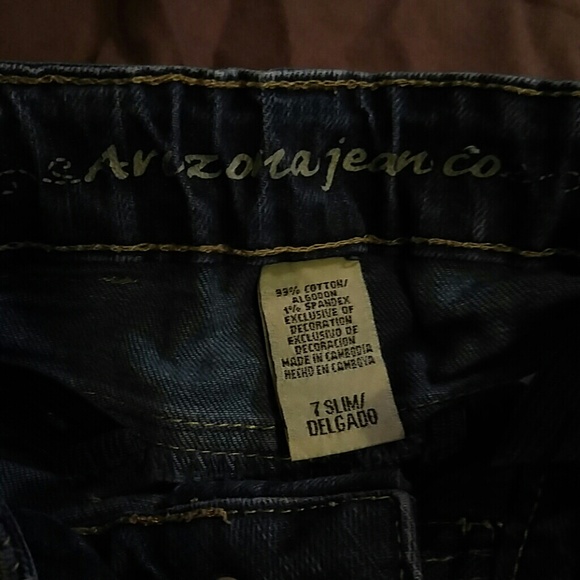 Arizona jean co
99% COTTON/
ALGODON
1% SPANDEX
EXCLUSIVE OF
DECORATION
EXCLUSIVO DE
DECORACION
MADE IN CAMBODIA
HECHO EN CAMBOYA
7 SLIM/
DELGADO